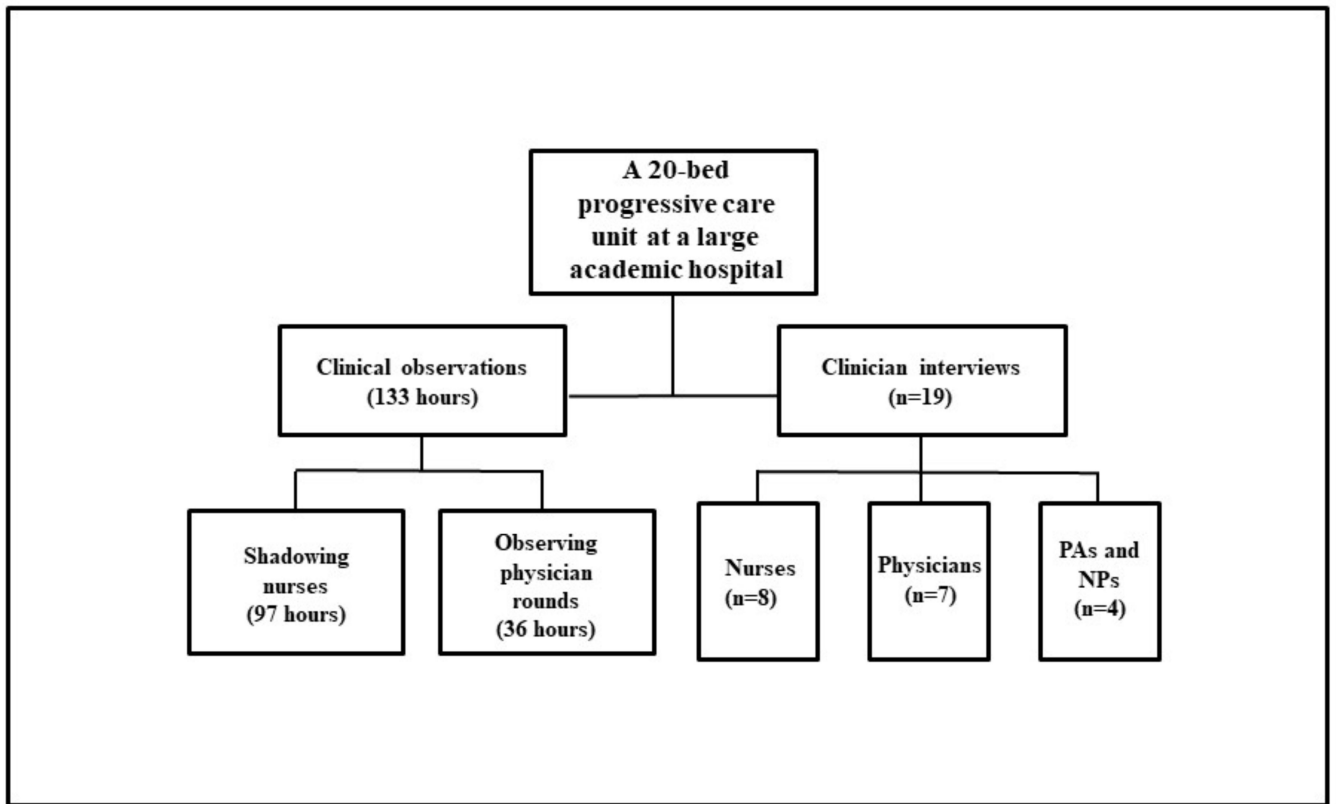 A 20-bed
progressive care
unit at a large
academic hospital
Clinical observations
(133 hours)
Clinician interviews
(n=19)
Shadowing
nurses
(97 hours)
Observing
physician
rounds
(36 hours)
Nurses
(n=8)
Physicians
(n=7)
PAs and
NPs
(n=4)